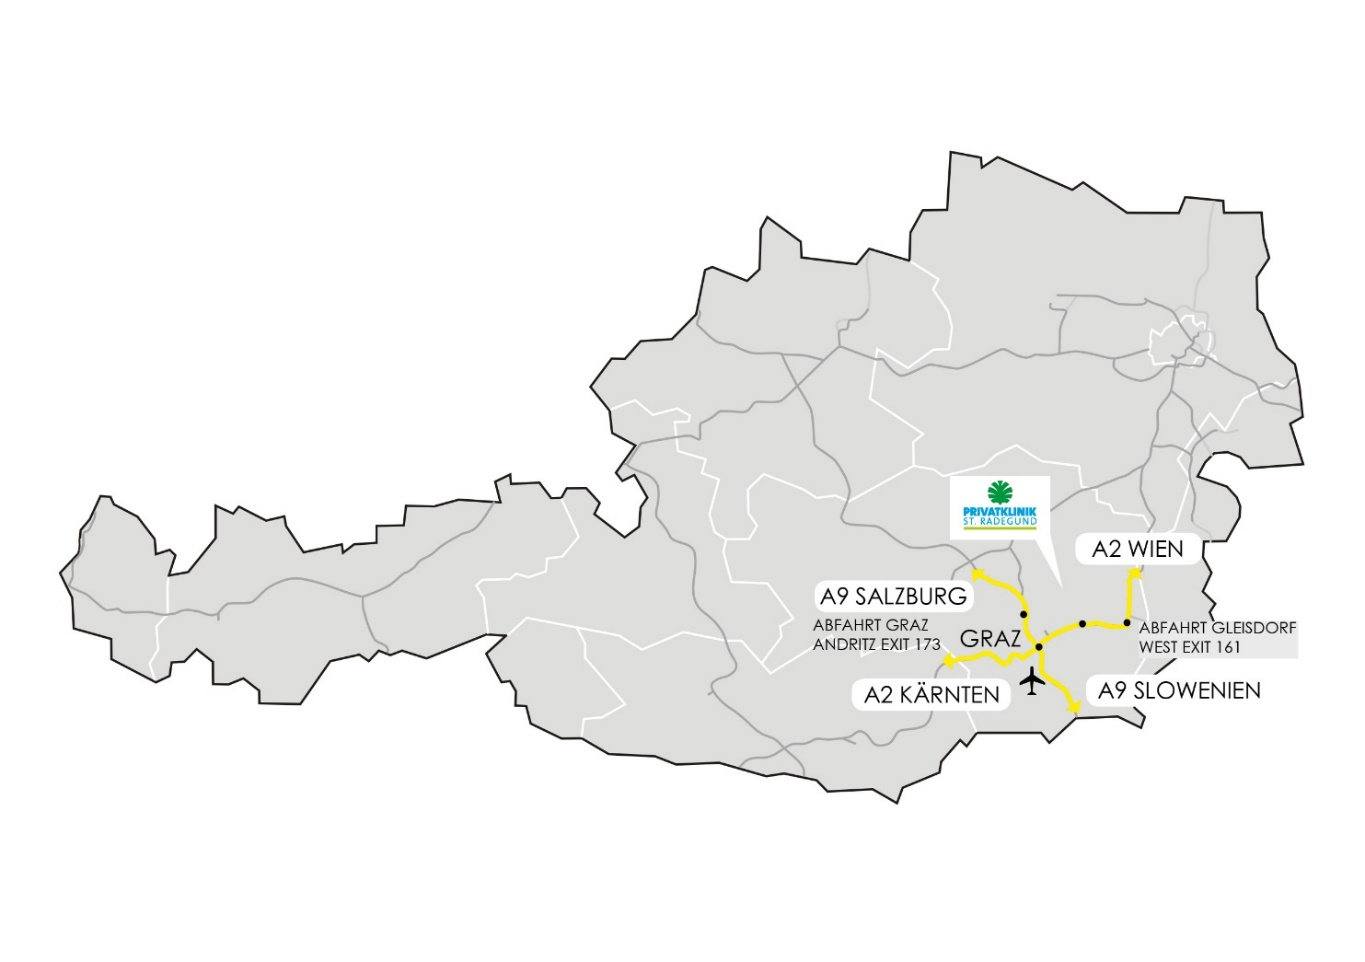 PRIVATKLINIK
ST. RADEGUND
A2 WIEN
A9 SALZBURG
ABFAHRT GRAZ
ANDRITZ EXIT 173
GRAZ
ABFAHRT GLEISDORF
WEST EXIT 161
A2 KÄRNTEN
A9 SLOWENIEN